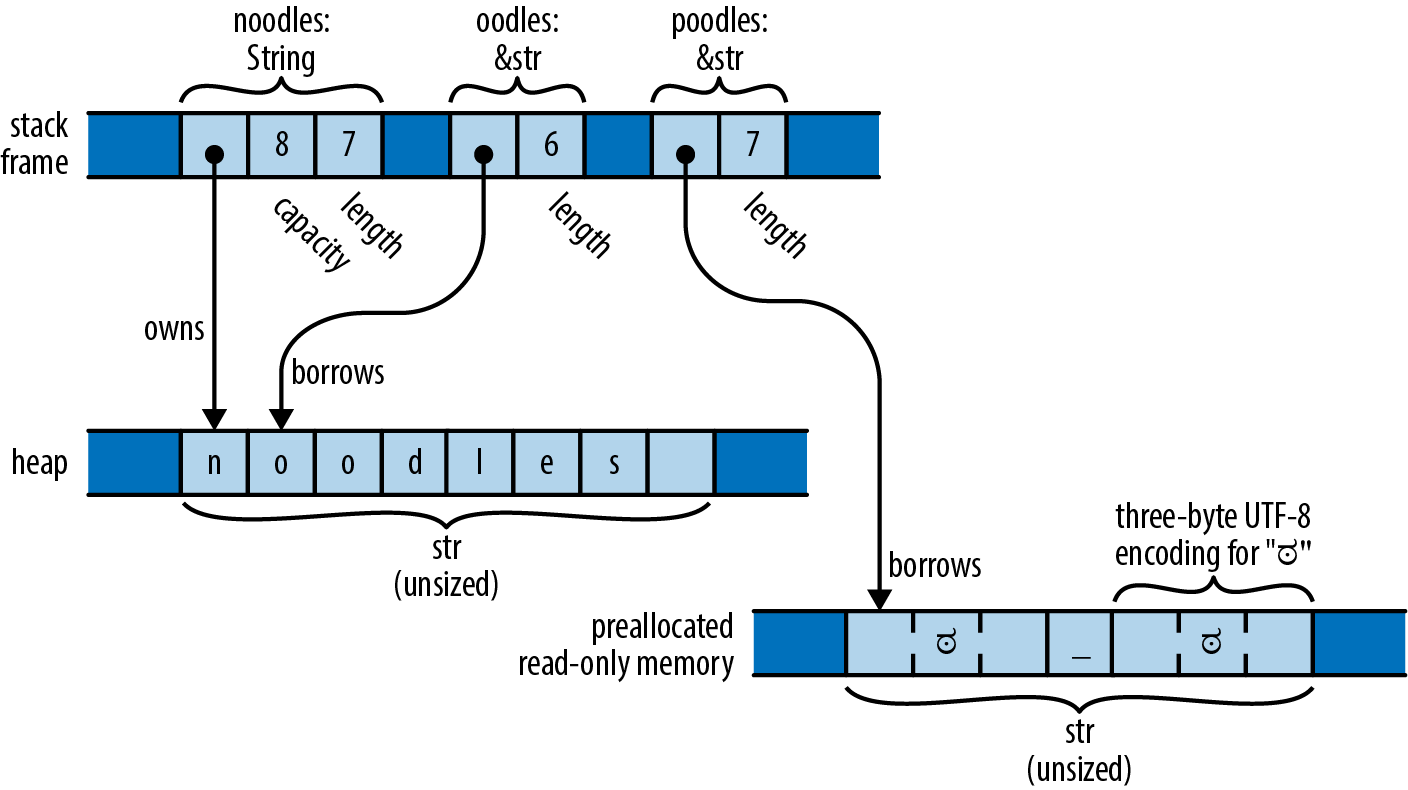 noodles:
String
oodles:
&str
poodles:
&str
stack
frame
8
7
6
7
capacity
length
length
length
owns
borrows
heap
n o o d l e s
str
(unsized)
borrows
three-byte UTF-8
encoding for "ಠ"
preallocated
read-only memory
ಠ _ ಠ
str
(unsized)